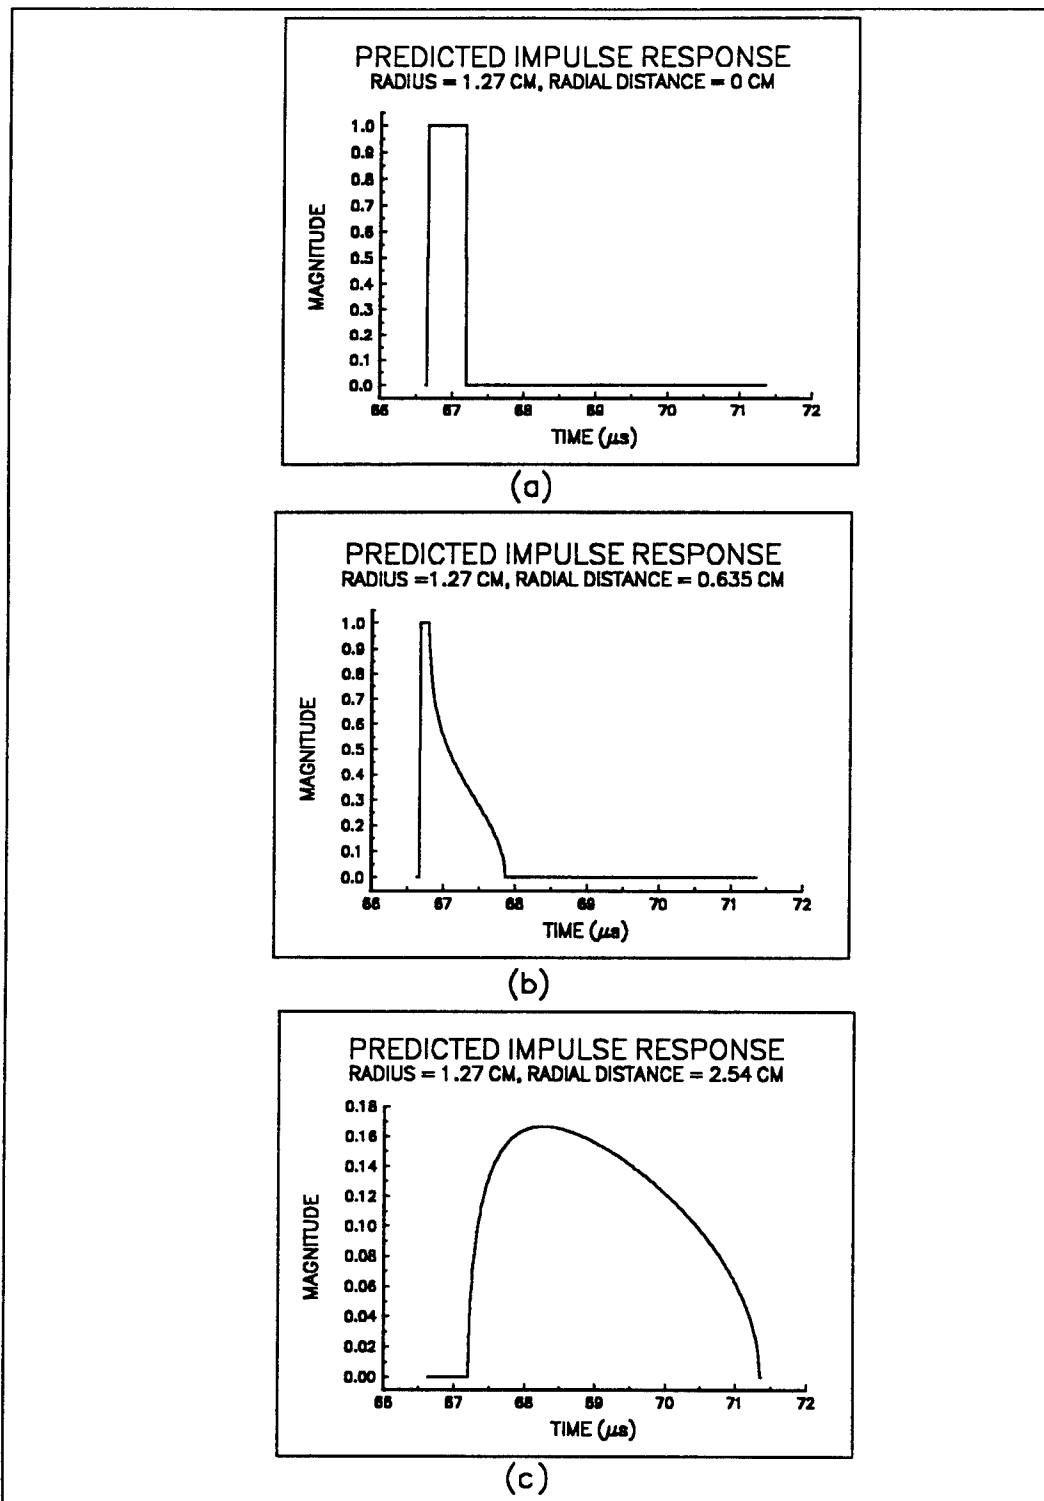 PREDICTED IMPULSE RESPONSE
RADIUS = 1.27 CM, RADIAL DISTANCE = 0 CM
MAGNITUDE
1.0
0.9
0.8
0.7
0.6
0.5
0.4
0.3
0.2
0.1
0.0
66 67 68 69 70 71 72
TIME (μs)
(a)
PREDICTED IMPULSE RESPONSE
RADIUS =1.27 CM, RADIAL DISTANCE = 0.635 CM
MAGNITUDE
1.0
0.9
0.8
0.7
0.6
0.5
0.4
0.3
0.2
0.1
0.0
66 67 68 69 70 71 72
TIME (μs)
(b)
PREDICTED IMPULSE RESPONSE
RADIUS = 1.27 CM, RADIAL DISTANCE = 2.54 CM
MAGNITUDE
0.18
0.16
0.14
0.12
0.10
0.08
0.06
0.04
0.02
0.00
66 67 68 69 70 71 72
TIME (μs)
(c)